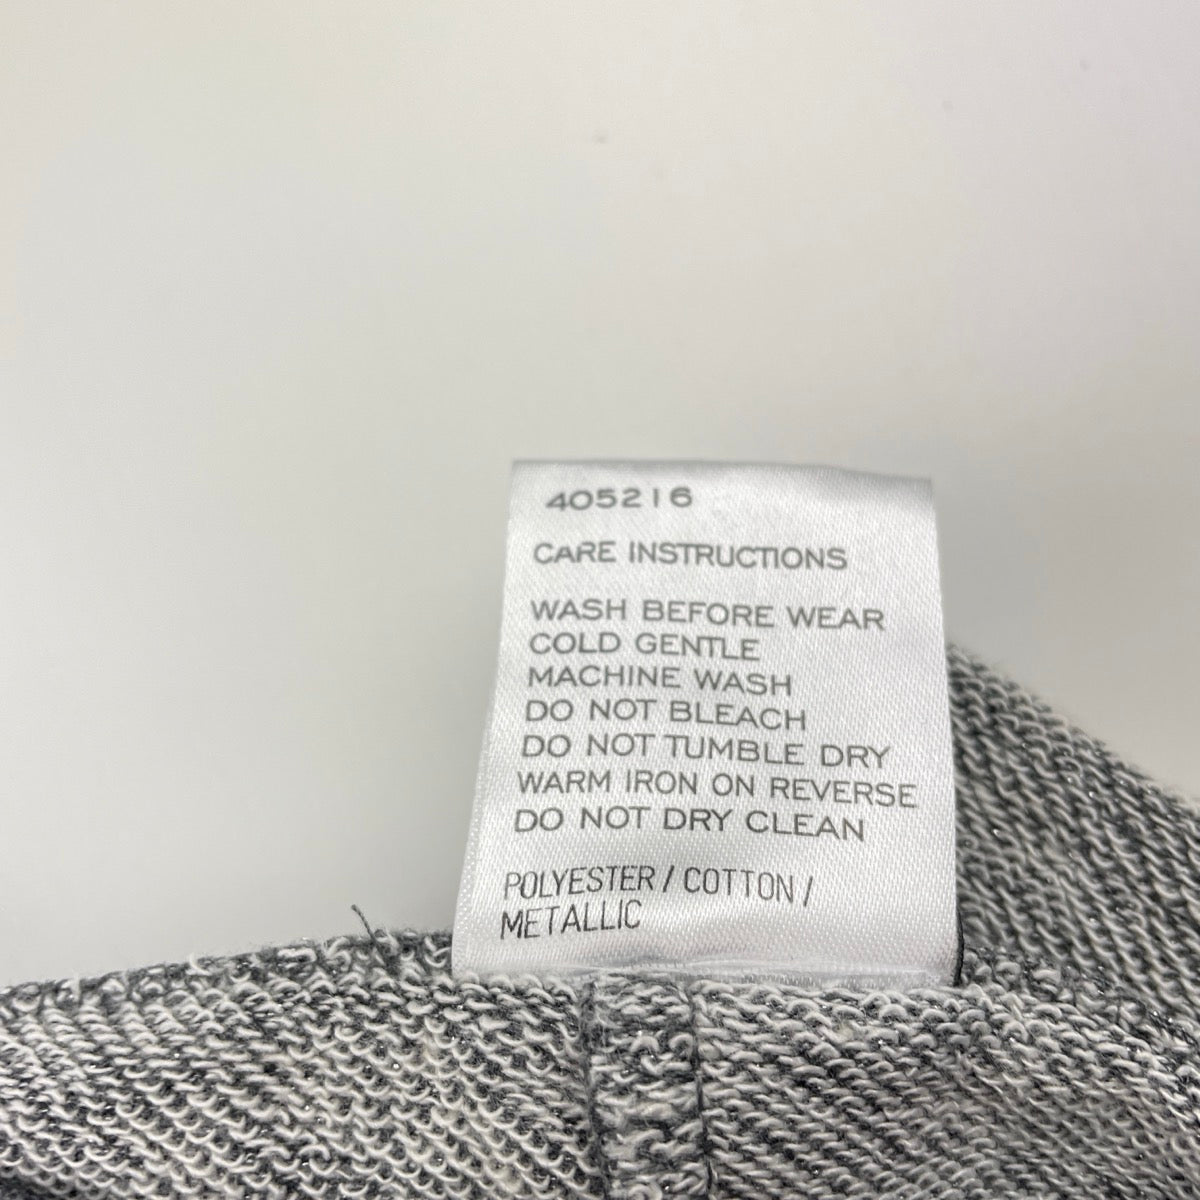 405216
CARE INSTRUCTIONS
WASH BEFORE WEAR
COLD GENTLE
MACHINE WASH
DO NOT BLEACH
DO NOT TUMBLE DRY
WARM IRON ON REVERSE
DO NOT DRY CLEAN
POLYESTER / COTTON /
METALLIC